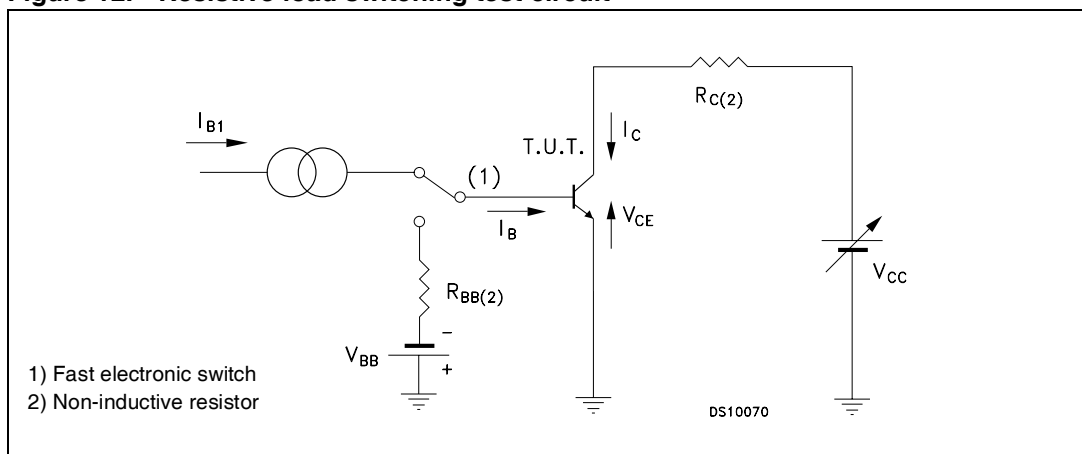 Figure 12. Resistive load switching test circuit
R_C(2)
I_B1
I_C
T.U.T.
(1)
I_B
V_CE
V_CC
R_BB(2)
-
V_BB
+
1) Fast electronic switch
2) Non-inductive resistor
DS10070